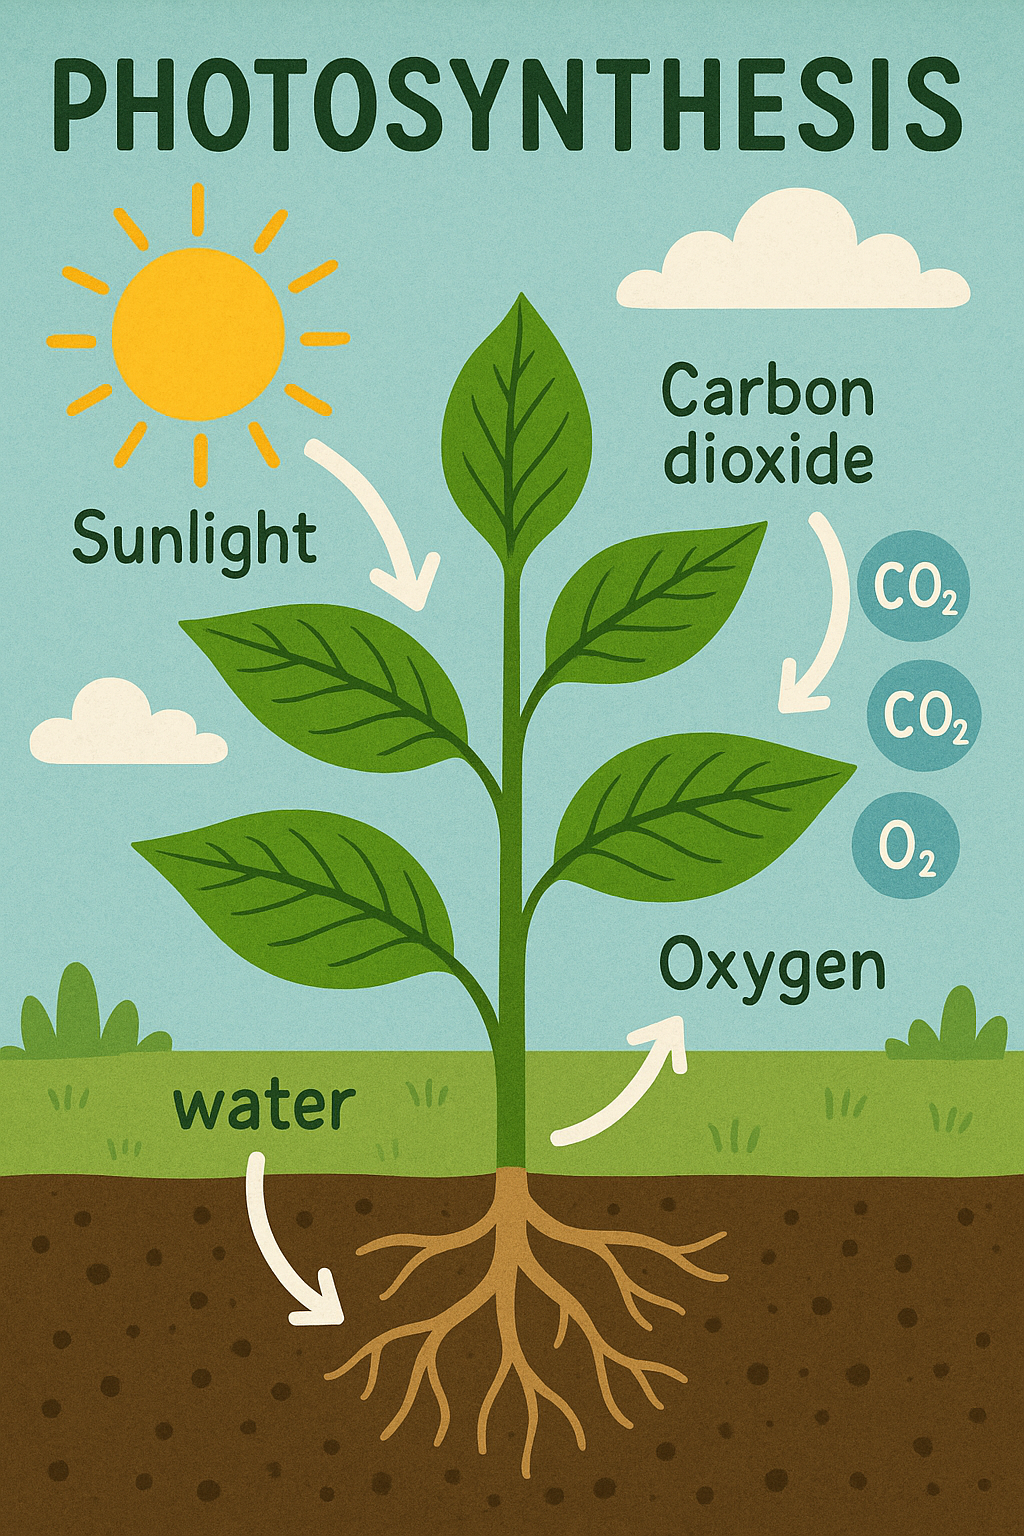 PHOTOSYNTHESIS
Carbon
dioxide
Sunlight
CO₂
CO₂
O₂
Oxygen
water